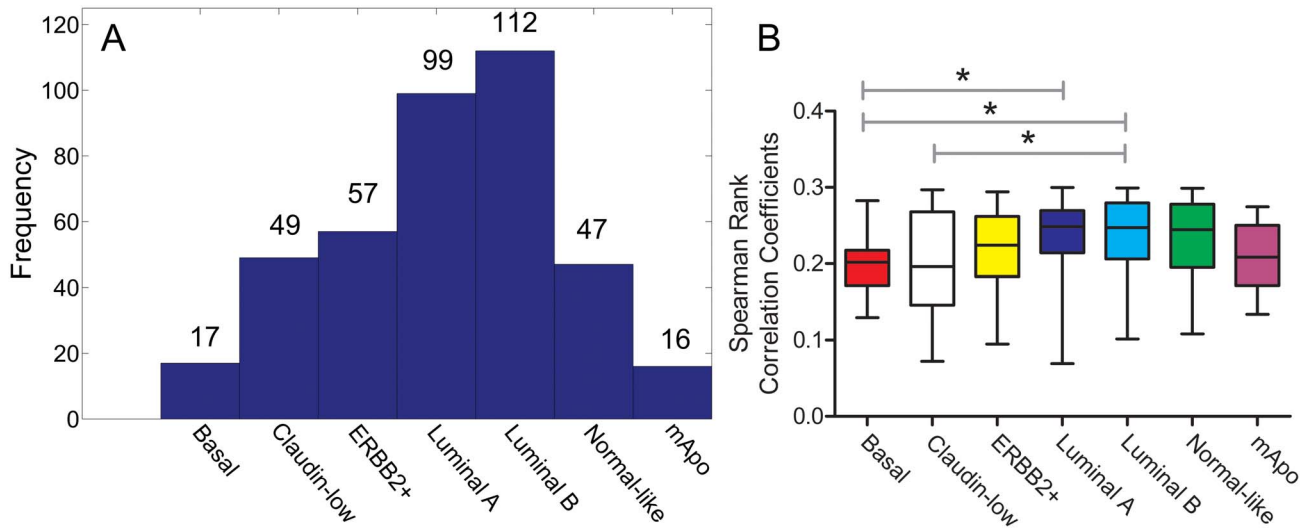 A
Frequency
120
100
80
60
40
20
0
17
49
57
99
112
47
16
Basal
Claudin-low
ERBB2+
Luminal A
Luminal B
Normal-like
mApo
B
Spearman Rank
Correlation Coefficients
0.4
0.3
0.2
0.1
0.0
*
*
*
Basal
Claudin-low
ERBB2+
Luminal A
Luminal B
Normal-like
mApo